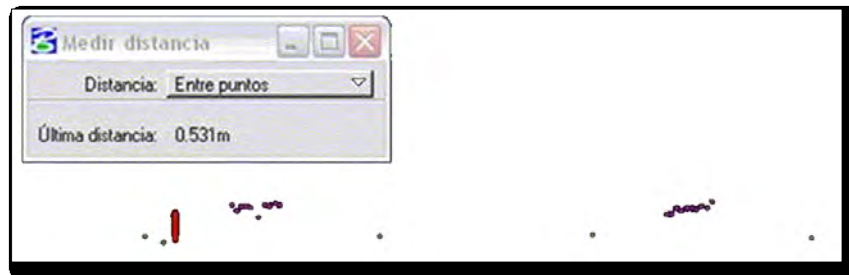 Medir distancia
Distancia: Entre puntos
Última distancia: 0.531m